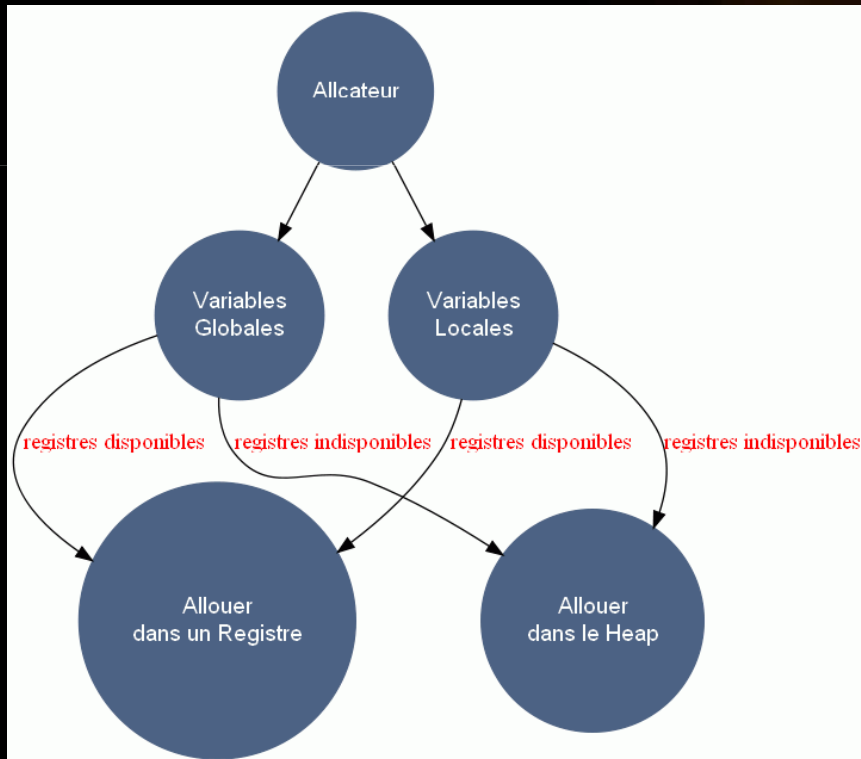 Allcateur
Variables
Globales
Variables
Locales
registres disponibles
registres indisponibles
registres disponibles
registres indisponibles
Allouer
dans un Registre
Allouer
dans le Heap